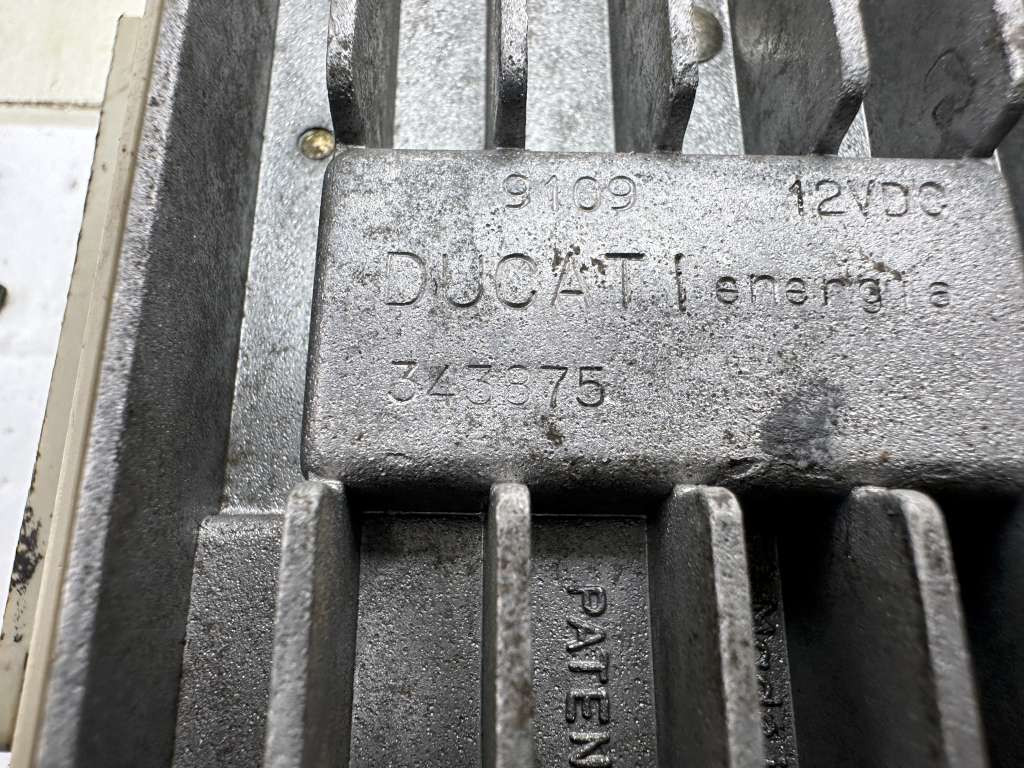 9109 12VDC
DUCATI energia
343875
PATEN